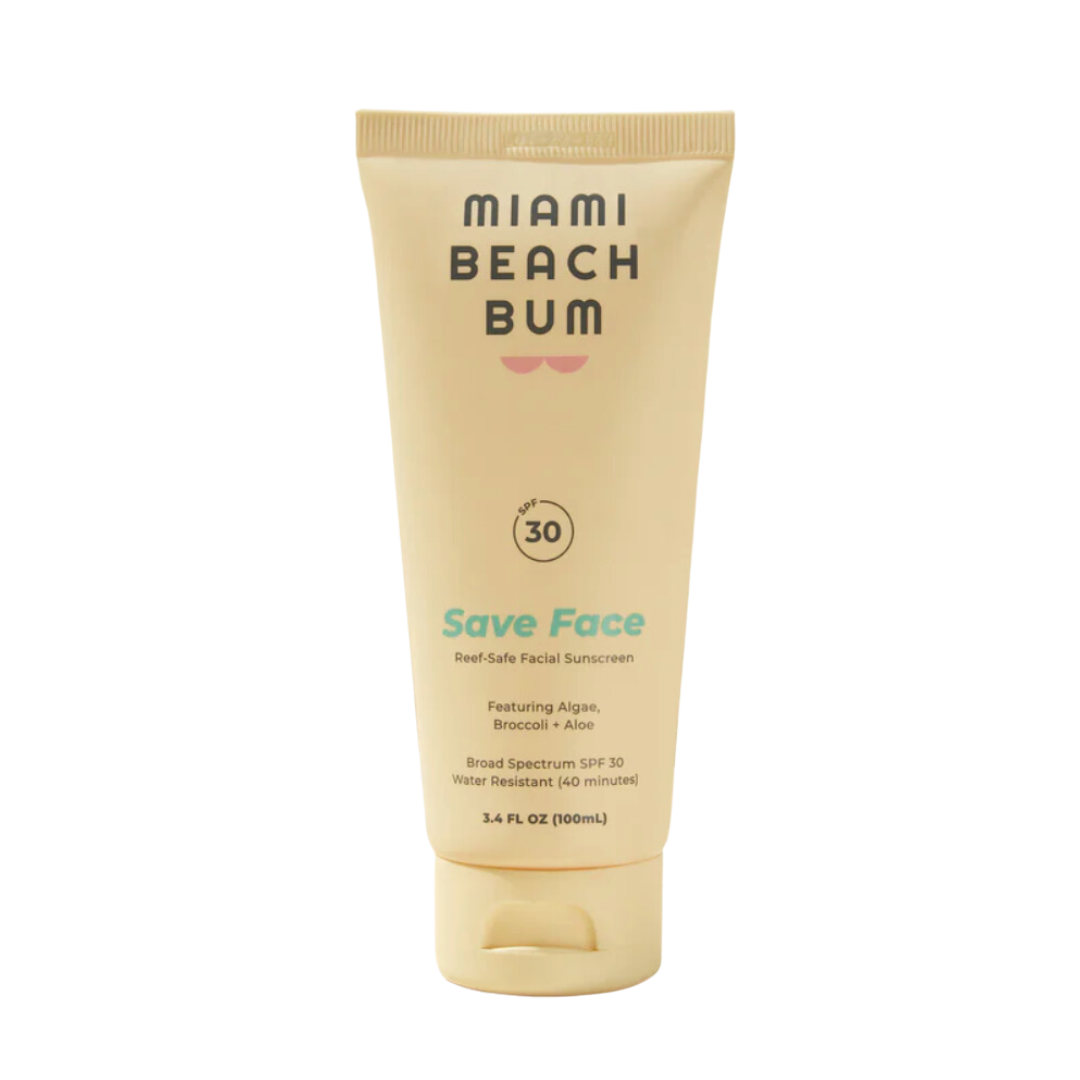 MIAMI
BEACH
BUM
SPF
30
Save Face
Reef-Safe Facial Sunscreen
Featuring Algae,
Broccoli + Aloe
Broad Spectrum SPF 30
Water Resistant (40 minutes)
3.4 FL OZ (100mL)